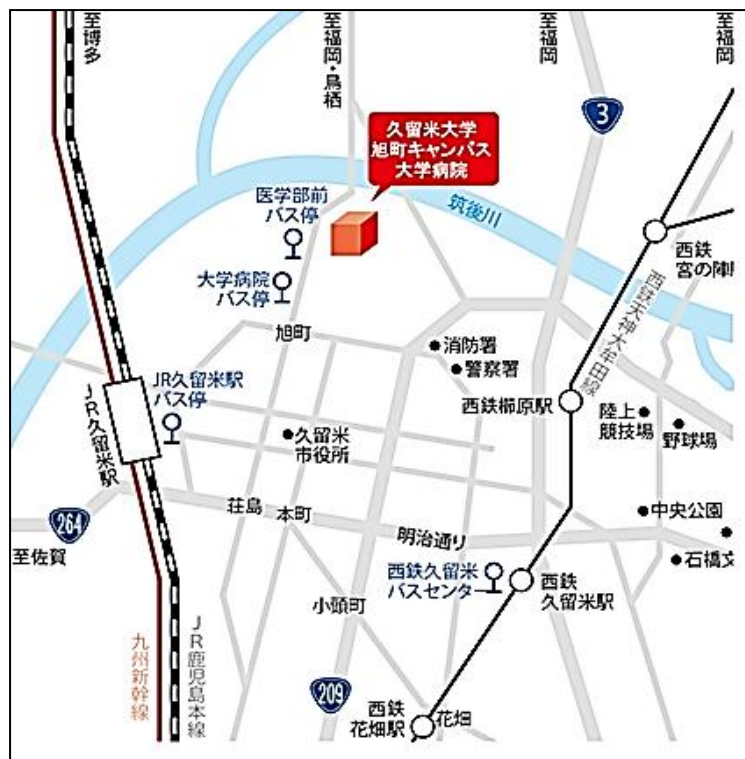 至博多
至福岡・鳥栖
至福岡
至福岡
3
久留米大学
旭町キャンパス
大学病院
医学部前
バス停
筑後川
西鉄
宮の陣
大学病院
バス停
西鉄天神大牟田線
旭町
消防署
警察署
JR久留米駅
バス停
西鉄櫛原駅
陸上
競技場
野球場
JR久留米駅
久留米
市役所
264
荘島
本町
明治通り
中央公園
至佐賀
石橋文
西鉄久留米
バスセンター
西鉄
久留米駅
小頭町
九州新幹線
JR鹿児島本線
209
西鉄
花畑駅
花畑